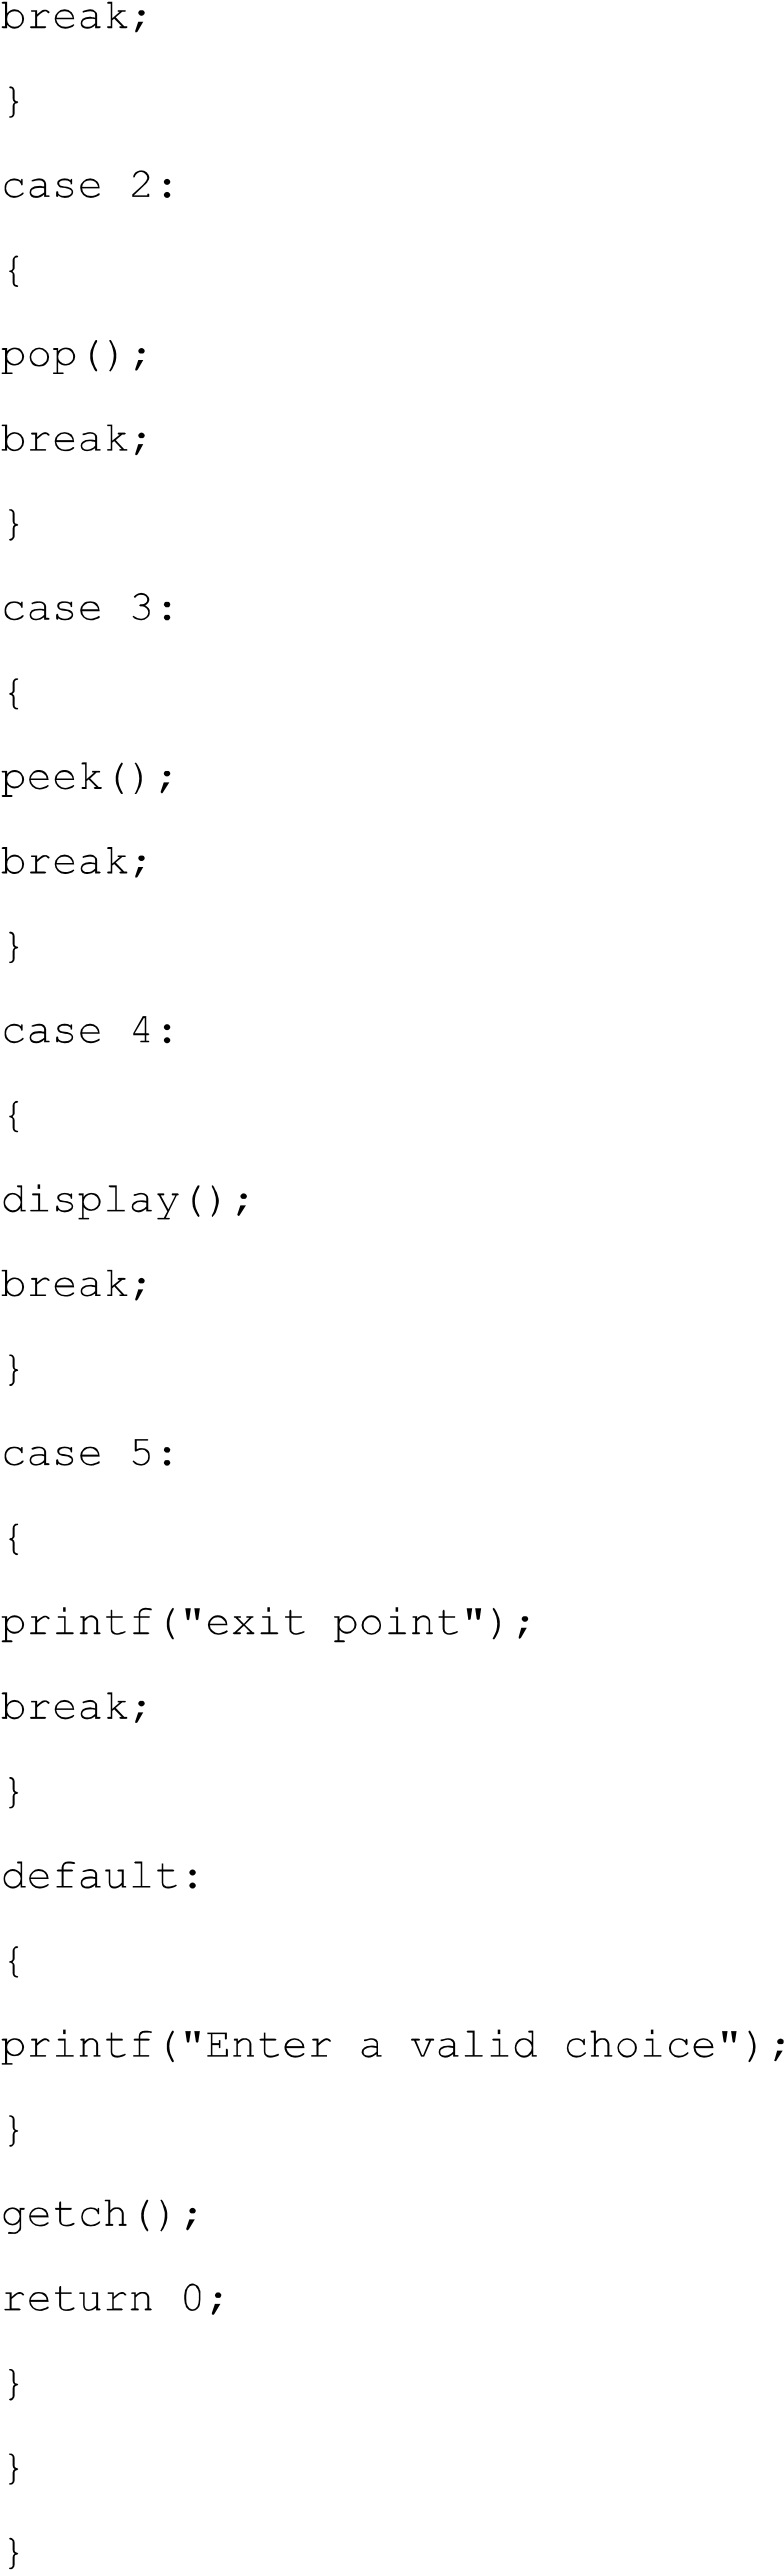 break;
}
case 2:
{
pop();
break;
}
case 3:
{
peek();
break;
}
case 4:
{
display();
break;
}
case 5:
{
printf("exit point");
break;
}
default:
{
printf("Enter a valid choice");
}
getch();
return 0;
}
}
}